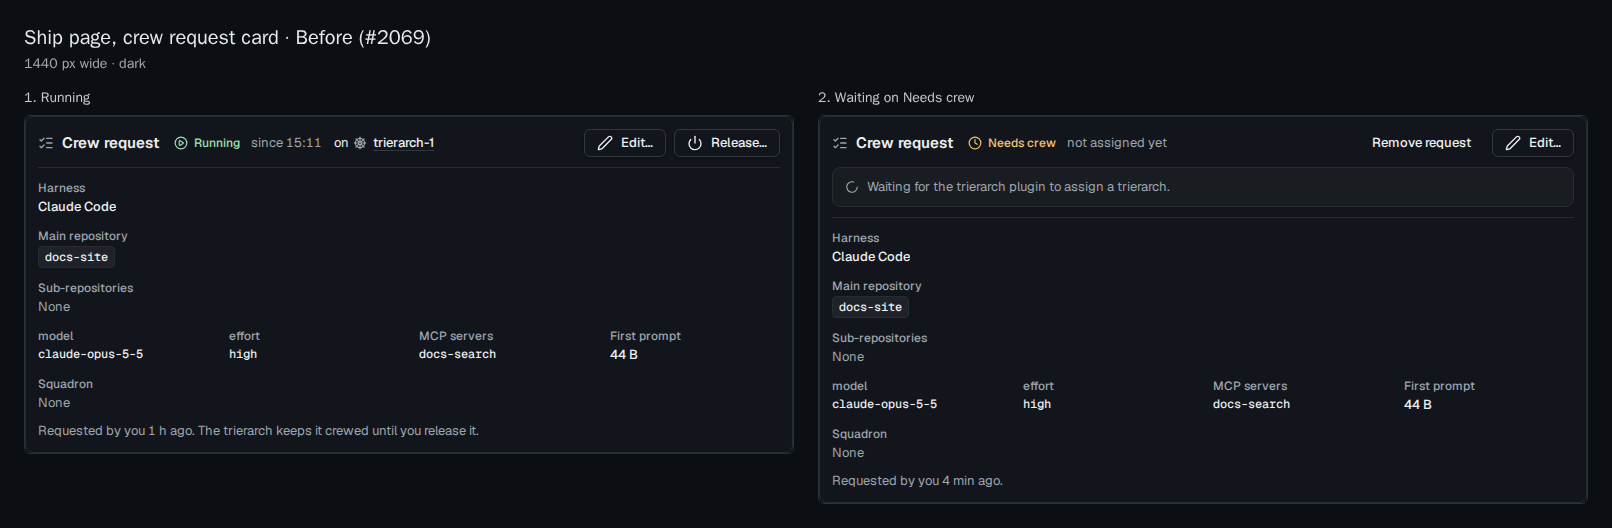 Ship page, crew request card · Before (#2069)
1440 px wide · dark
1. Running
Crew request Running since 15:11 on trierarch-1 Edit... Release...
Harness
Claude Code
Main repository
docs-site
Sub-repositories
None
model effort MCP servers First prompt
claude-opus-5-5 high docs-search 44 B
Squadron
None
Requested by you 1 h ago. The trierarch keeps it crewed until you release it.
2. Waiting on Needs crew
Crew request Needs crew not assigned yet Remove request Edit...
Waiting for the trierarch plugin to assign a trierarch.
Harness
Claude Code
Main repository
docs-site
Sub-repositories
None
model effort MCP servers First prompt
claude-opus-5-5 high docs-search 44 B
Squadron
None
Requested by you 4 min ago.